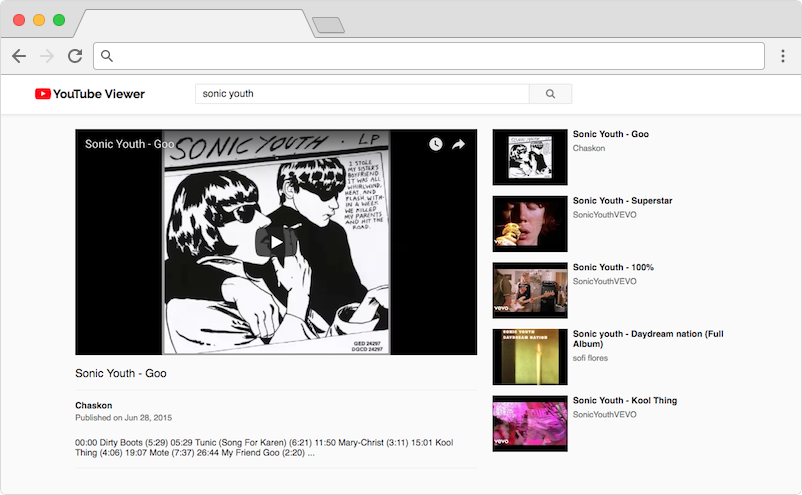 YouTube Viewer
sonic youth
Sonic Youth - Goo
SONIC YOUTH · LP
I STOLE
MY SISTER'S
BOYFRIEND.
IT WAS ALL
WHIRLWIND,
HEAT, AND
FLASH. WITH-
IN A WEEK
WE KILLED
MY PARENTS
AND HIT THE
ROAD.
GED 24297
DGCD 24297
Sonic Youth - Goo
Chaskon
Published on Jun 28, 2015
00:00 Dirty Boots (5:29) 05:29 Tunic (Song For Karen) (6:21) 11:50 Mary-Christ (3:11) 15:01 Kool
Thing (4:06) 19:07 Mote (7:37) 26:44 My Friend Goo (2:20) ...
Sonic Youth - Goo
Chaskon
Sonic Youth - Superstar
SonicYouthVEVO
vevo
Sonic Youth - 100%
SonicYouthVEVO
vevo
Sonic youth - Daydream nation (Full
Album)
sofi flores
SONIC YOUTH
DAYDREAM NATION
Sonic Youth - Kool Thing
SonicYouthVEVO
vevo